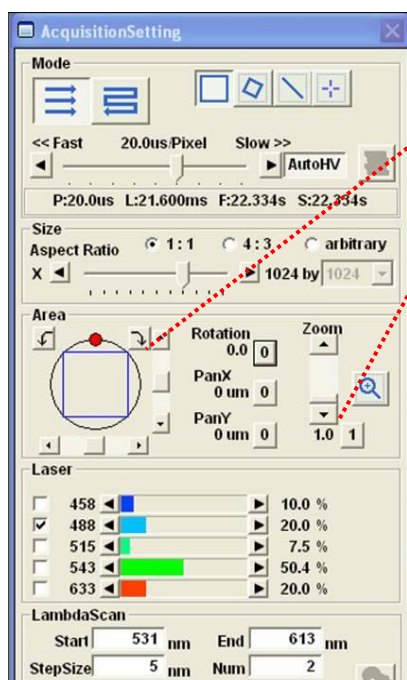 AcquisitionSetting
Mode
<< Fast 20.0us/Pixel Slow >>
AutoHV
P:20.0us L:21.600ms F:22.334s S:22.334s
Size
Aspect Ratio 1:1 4:3 arbitrary
X 1024 by 1024
Area
Rotation Zoom
0.0 0
PanX
0 um 0
PanY
0 um 0 1.0 1
Laser
458 10.0 %
488 20.0 %
515 7.5 %
543 50.4 %
633 20.0 %
LambdaScan
Start 531 nm End 613 nm
StepSize 5 nm Num 2